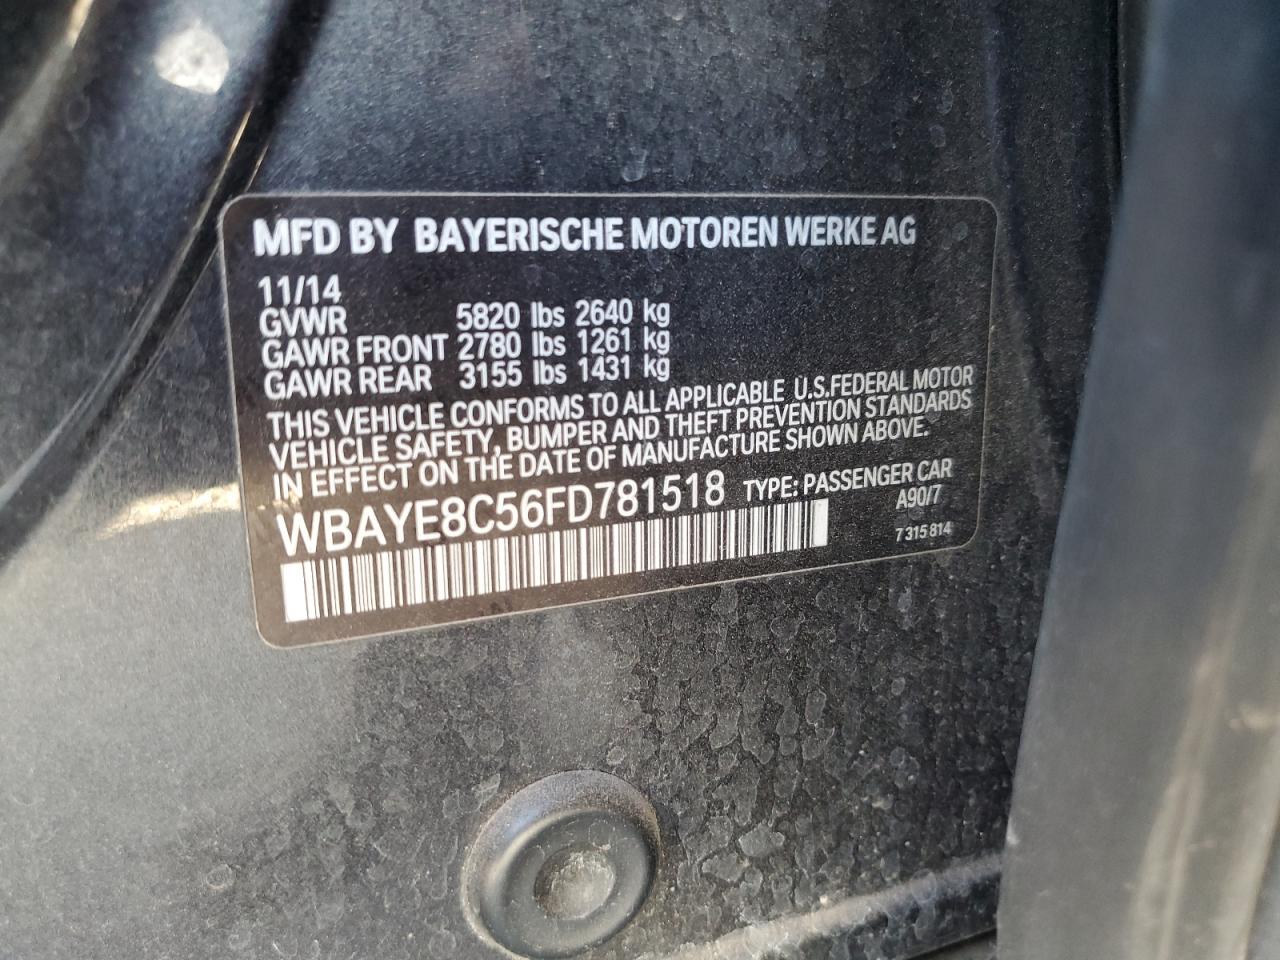 MFD BY BAYERISCHE MOTOREN WERKE AG
11/14
GVWR 5820 lbs 2640 kg
GAWR FRONT 2780 lbs 1261 kg
GAWR REAR 3155 lbs 1431 kg
THIS VEHICLE CONFORMS TO ALL APPLICABLE U.S.FEDERAL MOTOR
VEHICLE SAFETY, BUMPER AND THEFT PREVENTION STANDARDS
IN EFFECT ON THE DATE OF MANUFACTURE SHOWN ABOVE.
WBAYE8C56FD781518 TYPE: PASSENGER CAR
A90/7
7 315 814